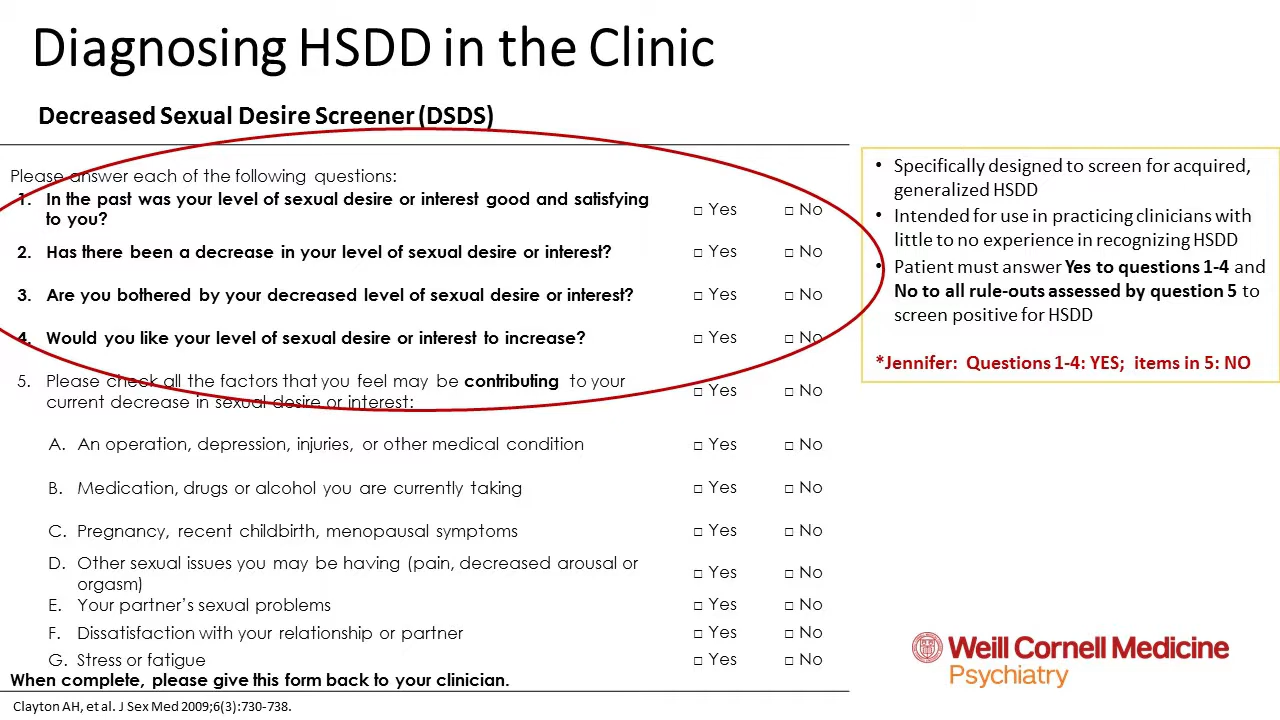 Diagnosing HSDD in the Clinic
Decreased Sexual Desire Screener (DSDS)
Please answer each of the following questions:
1. In the past was your level of sexual desire or interest good and satisfying
to you?
□ Yes □ No
2. Has there been a decrease in your level of sexual desire or interest? □ Yes □ No
3. Are you bothered by your decreased level of sexual desire or interest? □ Yes □ No
4. Would you like your level of sexual desire or interest to increase? □ Yes □ No
5. Please check all the factors that you feel may be contributing to your
current decrease in sexual desire or interest:
□ Yes □ No
A. An operation, depression, injuries, or other medical condition □ Yes □ No
B. Medication, drugs or alcohol you are currently taking □ Yes □ No
C. Pregnancy, recent childbirth, menopausal symptoms □ Yes □ No
D. Other sexual issues you may be having (pain, decreased arousal or
orgasm)
□ Yes □ No
E. Your partner's sexual problems □ Yes □ No
F. Dissatisfaction with your relationship or partner □ Yes □ No
G. Stress or fatigue □ Yes □ No
When complete, please give this form back to your clinician.
Clayton AH, et al. J Sex Med 2009;6(3):730-738.
• Specifically designed to screen for acquired,
generalized HSDD
• Intended for use in practicing clinicians with
little to no experience in recognizing HSDD
• Patient must answer Yes to questions 1-4 and
No to all rule-outs assessed by question 5 to
screen positive for HSDD
*Jennifer: Questions 1-4: YES; items in 5: NO
Weill Cornell Medicine
Psychiatry